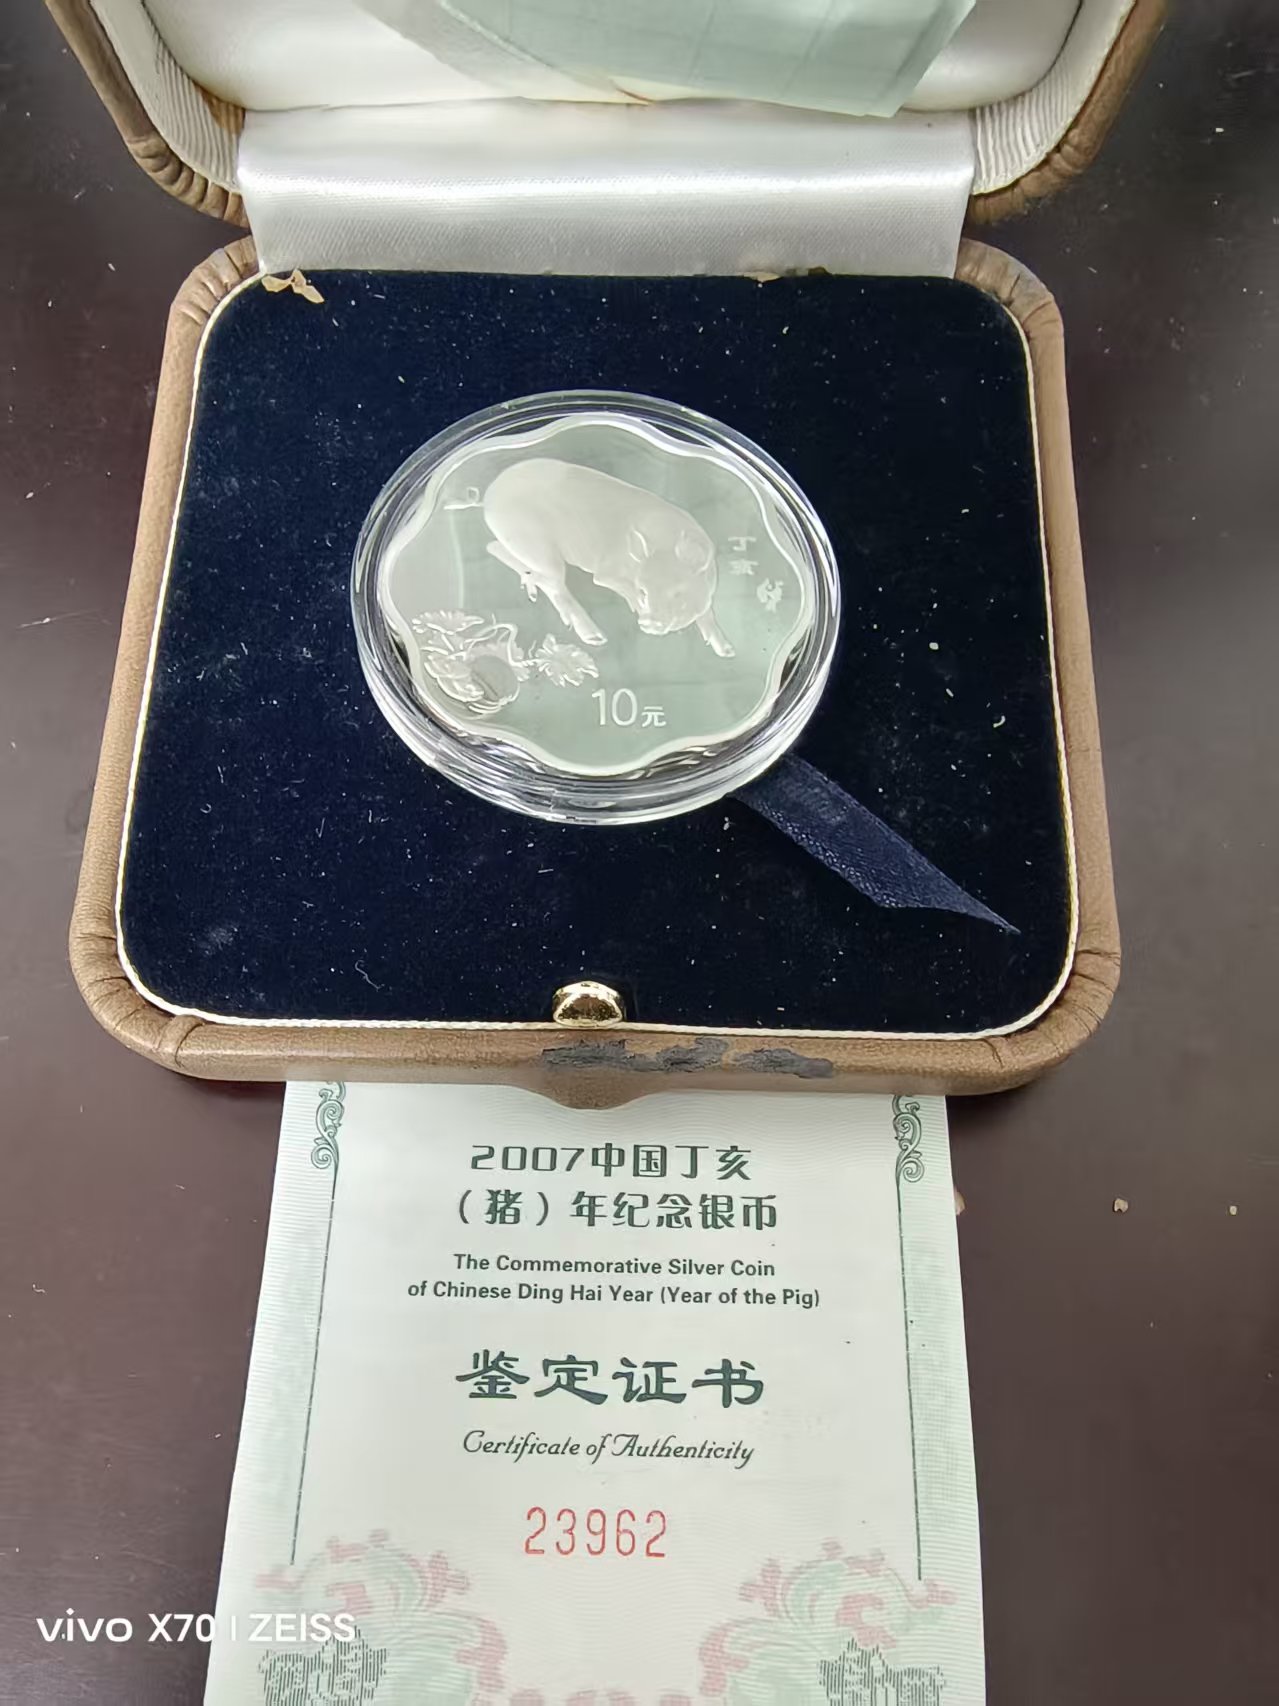 丁亥
10元
2007中国丁亥
（猪）年纪念银币
The Commemorative Silver Coin
of Chinese Ding Hai Year (Year of the Pig)
鉴定证书
Certificate of Authenticity
23962
vivo X70 | ZEISS